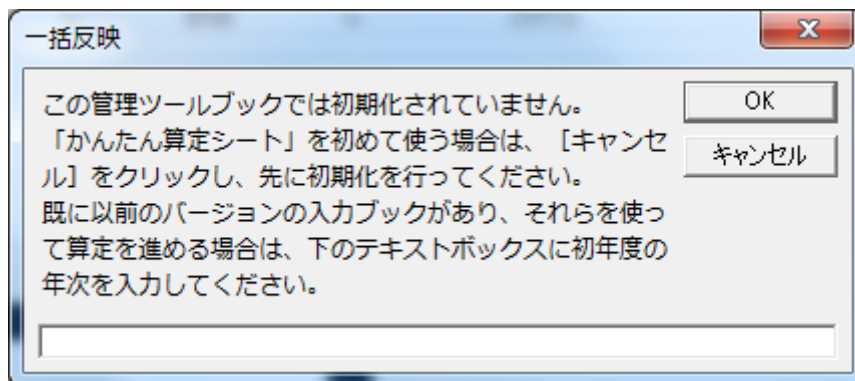 一括反映
この管理ツールブックでは初期化されていません。
「かんたん算定シート」を初めて使う場合は、［キャンセ
ル］をクリックし、先に初期化を行ってください。
既に以前のバージョンの入力ブックがあり、それらを使っ
て算定を進める場合は、下のテキストボックスに初年度の
年次を入力してください。
OK
キャンセル